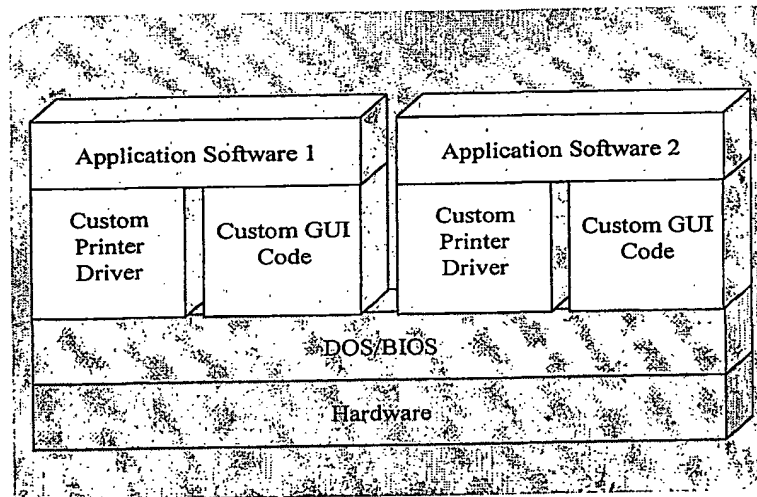 Application Software 1
Application Software 2
Custom
Printer
Driver
Custom GUI
Code
Custom
Printer
Driver
Custom GUI
Code
DOS/BIOS
Hardware